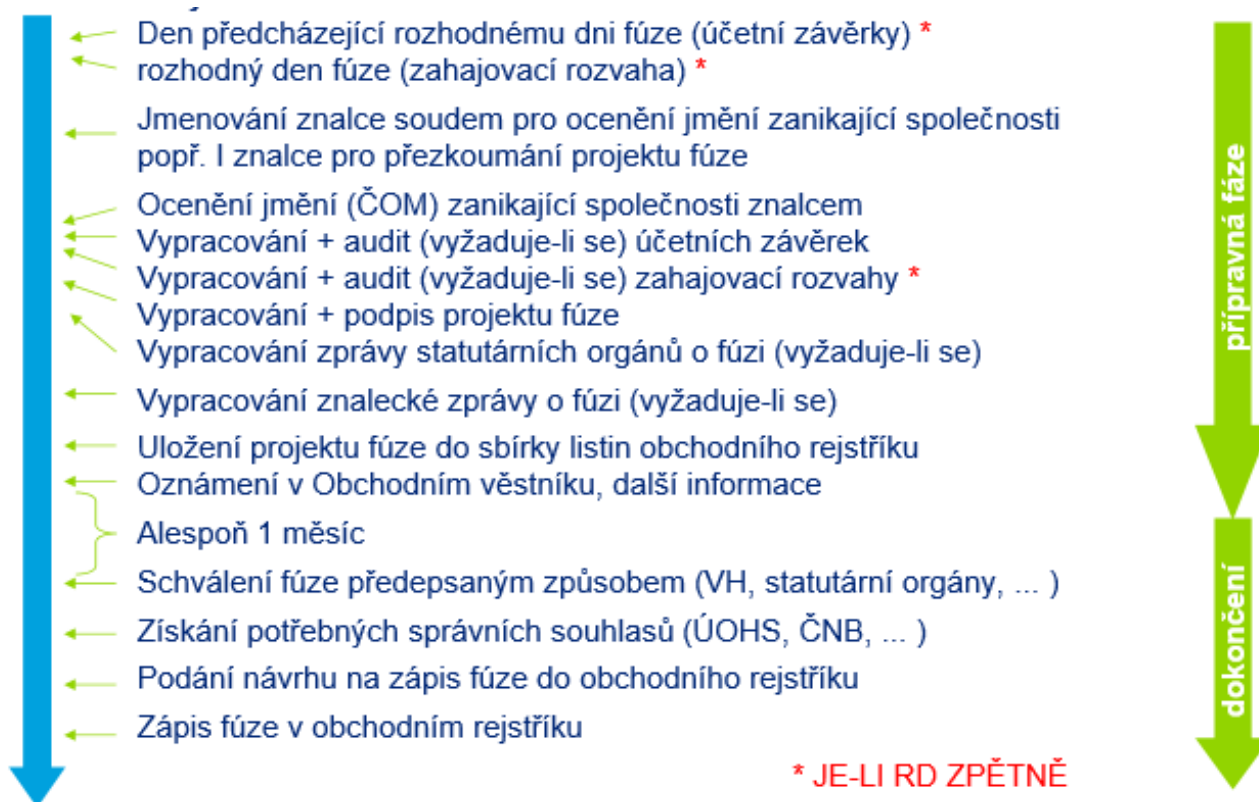 Den předcházející rozhodnému dni fúze (účetní závěrky) *
rozhodný den fúze (zahajovací rozvaha) *
Jmenování znalce soudem pro ocenění jmění zanikající společnosti
popř. I znalce pro přezkoumání projektu fúze
Ocenění jmění (ČOM) zanikající společnosti znalcem
Vypracování + audit (vyžaduje-li se) účetních závěrek
Vypracování + audit (vyžaduje-li se) zahajovací rozvahy *
Vypracování + podpis projektu fúze
Vypracování zprávy statutárních orgánů o fúzi (vyžaduje-li se)
Vypracování znalecké zprávy o fúzi (vyžaduje-li se)
Uložení projektu fúze do sbírky listin obchodního rejstříku
Oznámení v Obchodním věstníku, další informace
Alespoň 1 měsíc
Schválení fúze předepsaným způsobem (VH, statutární orgány, ... )
Získání potřebných správních souhlasů (ÚOHS, ČNB, ... )
Podání návrhu na zápis fúze do obchodního rejstříku
Zápis fúze v obchodním rejstříku
* JE-LI RD ZPĚTNĚ
přípravná fáze
dokončení